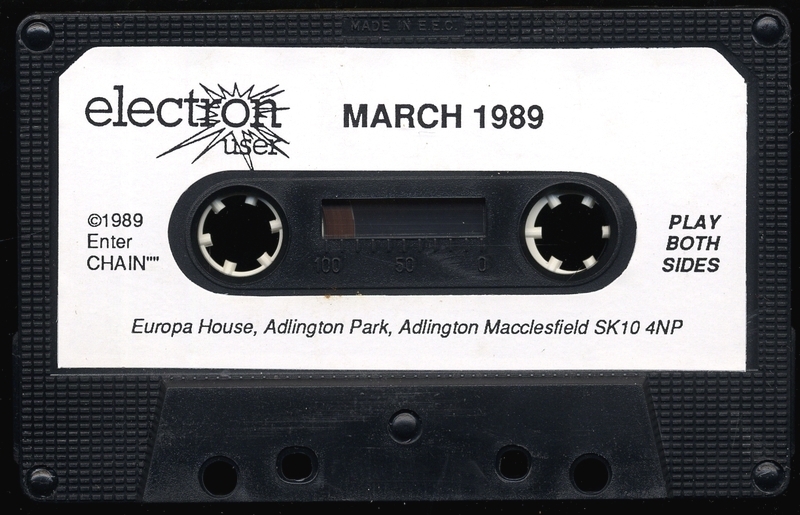 MADE IN E.E.C.
electron
user
MARCH 1989
©1989
Enter
CHAIN""
PLAY
BOTH
SIDES
100 50 0
Europa House, Adlington Park, Adlington Macclesfield SK10 4NP